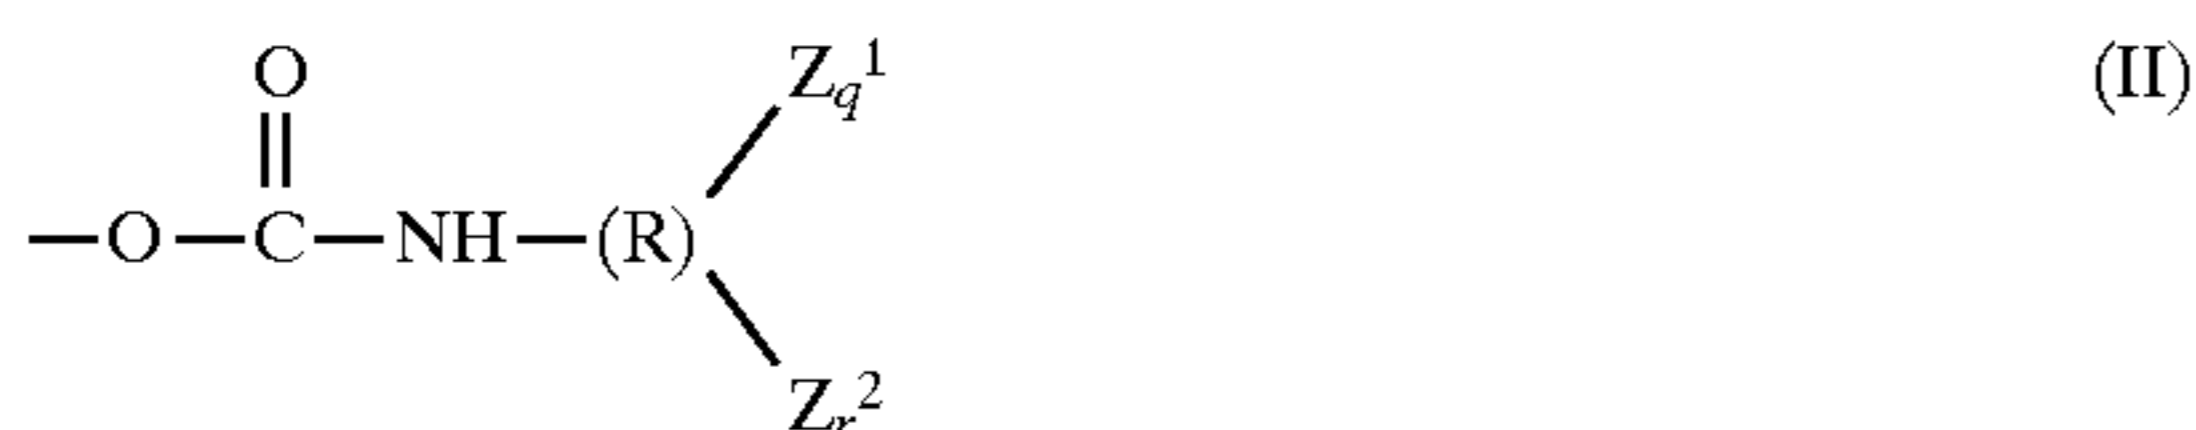 O Z_q^1 (II)
—O—C—NH—(R)
Z_r^2